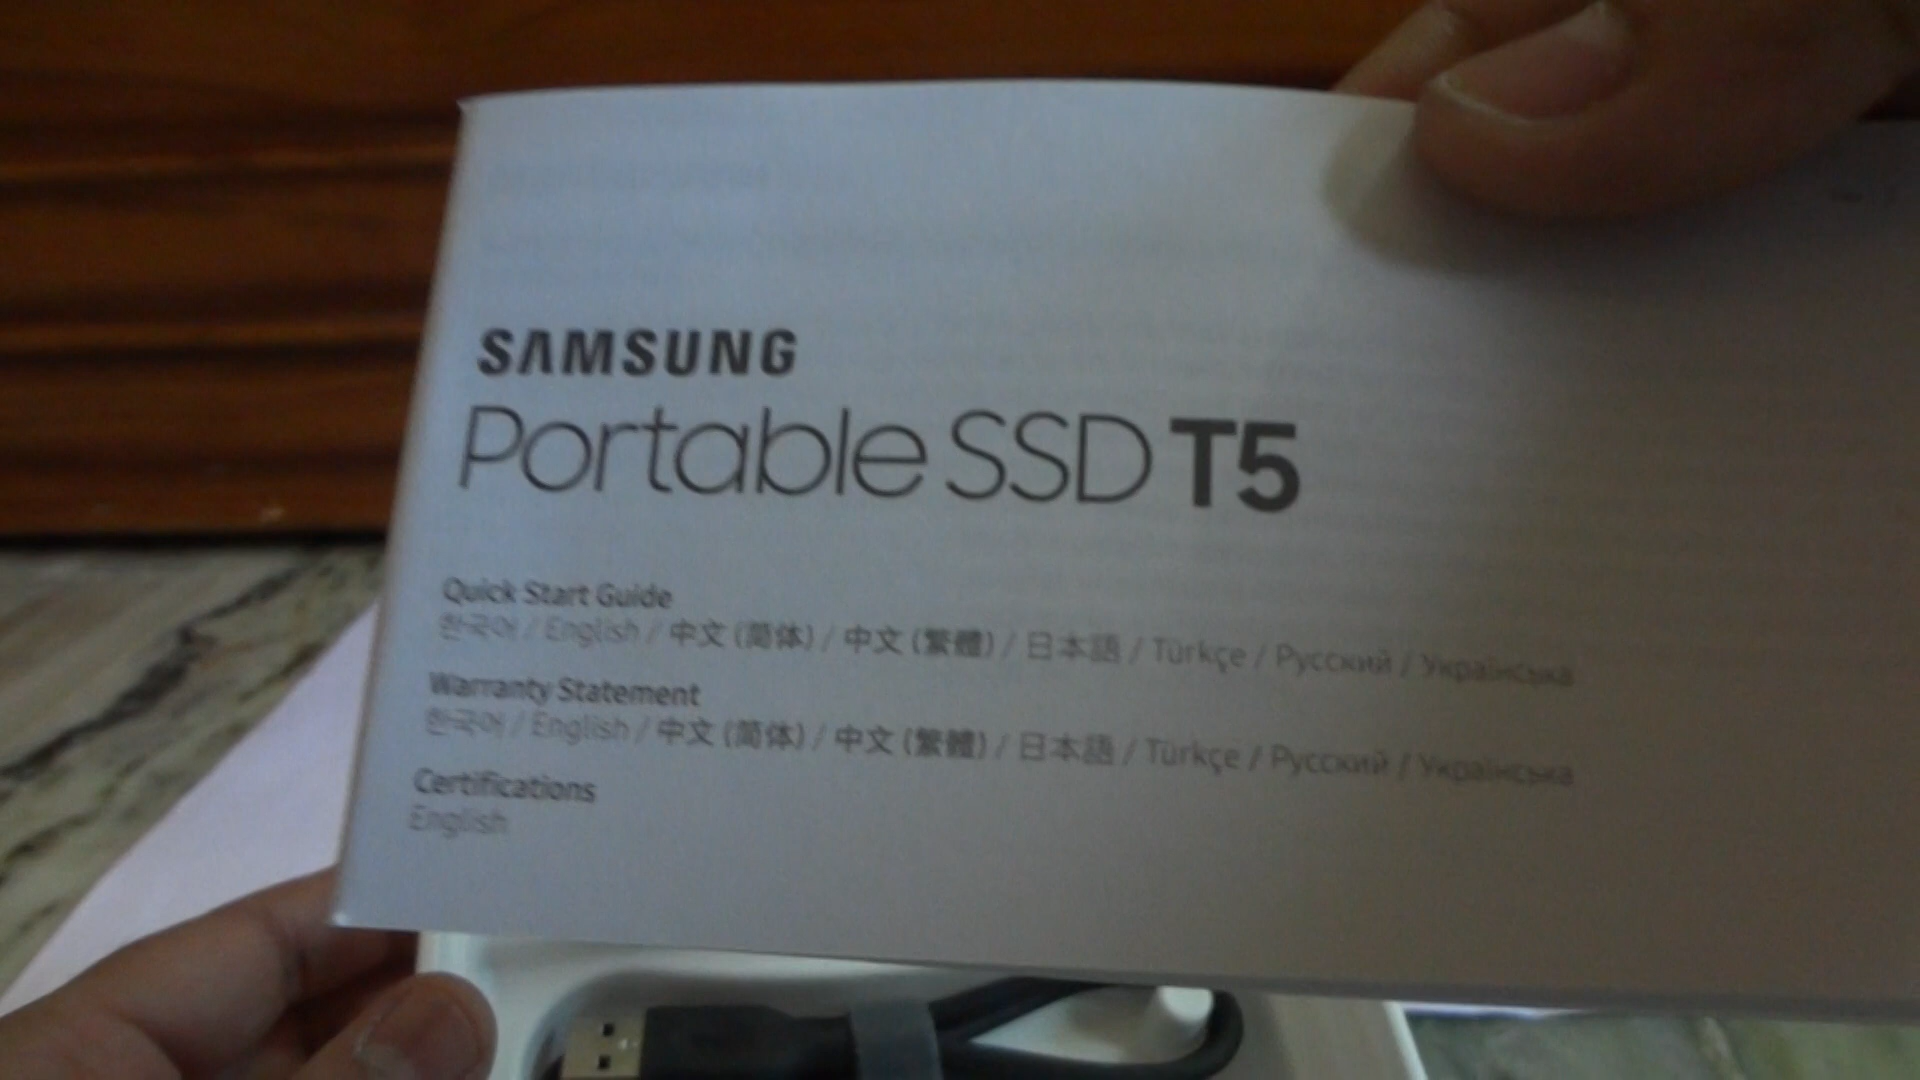 SAMSUNG
Portable SSD T5
Quick Start Guide
한국어 / English / 中文 (简体) / 中文 (繁體) / 日本語 / Türkçe / Русский / Українська
Warranty Statement
한국어 / English / 中文 (简体) / 中文 (繁體) / 日本語 / Türkçe / Русский / Українська
Certifications
English